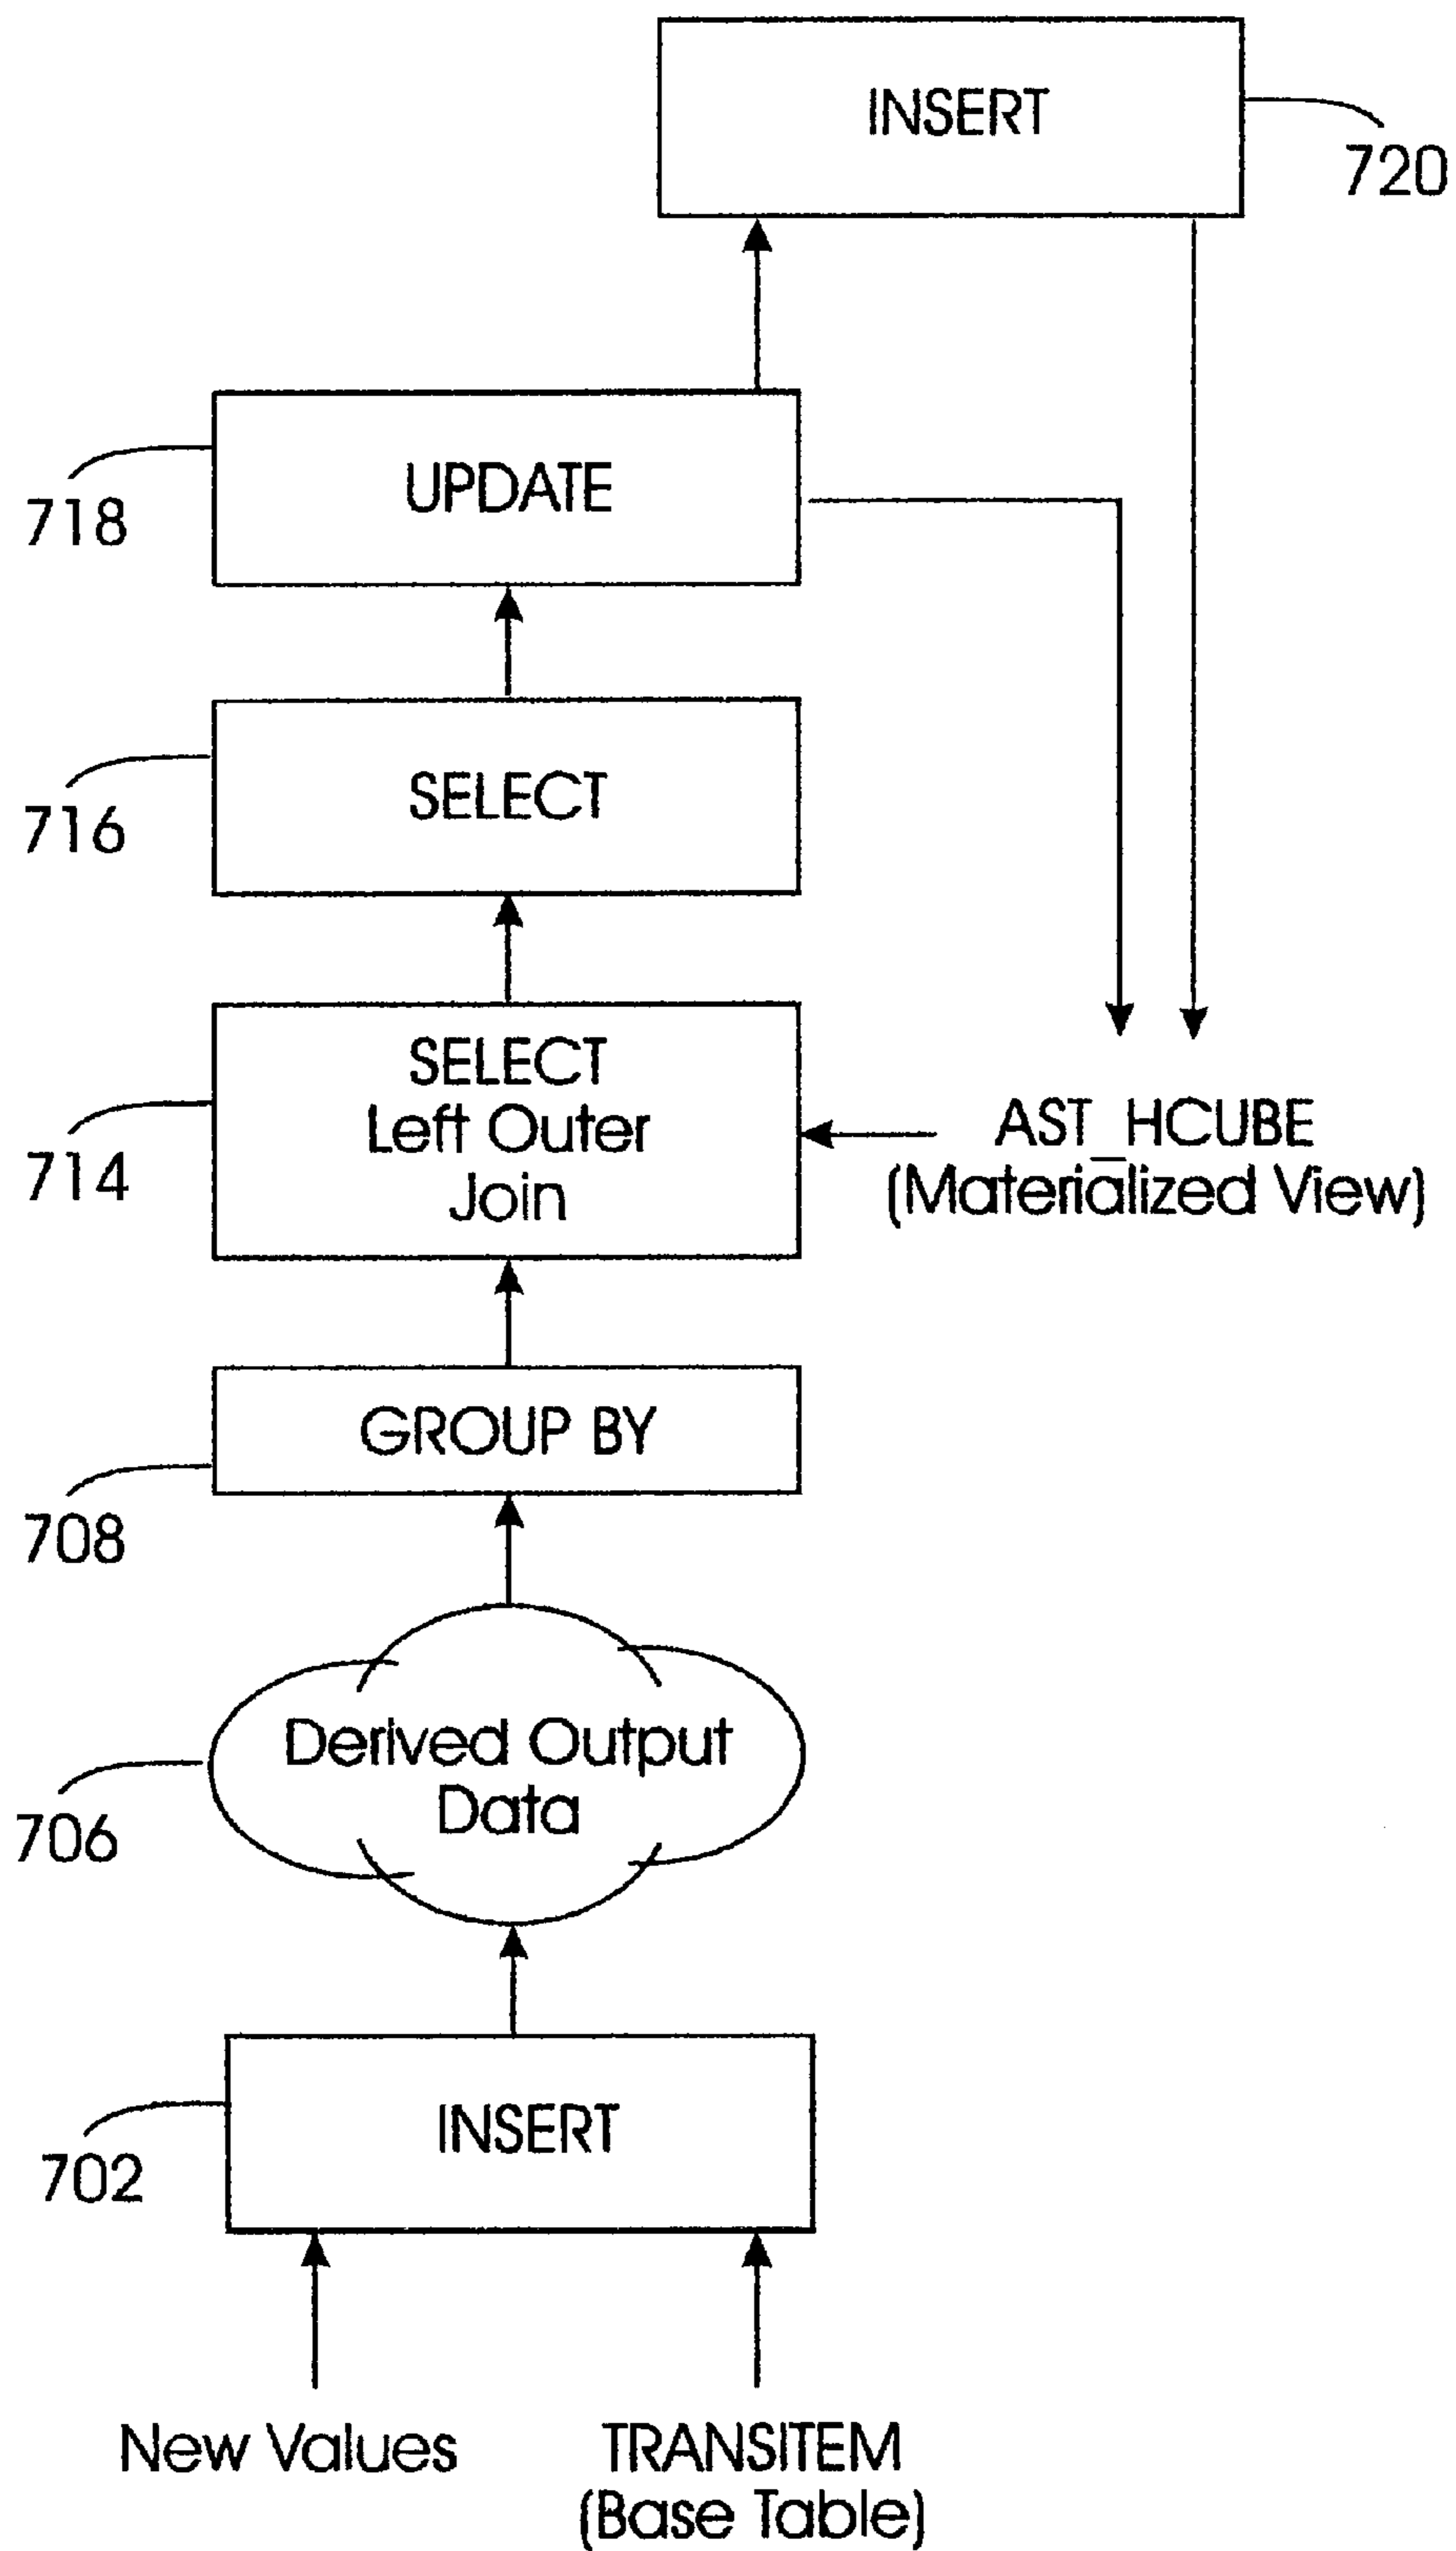 INSERT
720
UPDATE
718
SELECT
716
SELECT
Left Outer
Join
714
AST_HCUBE
(Materialized View)
GROUP BY
708
Derived Output
Data
706
INSERT
702
New Values
TRANSITEM
(Base Table)